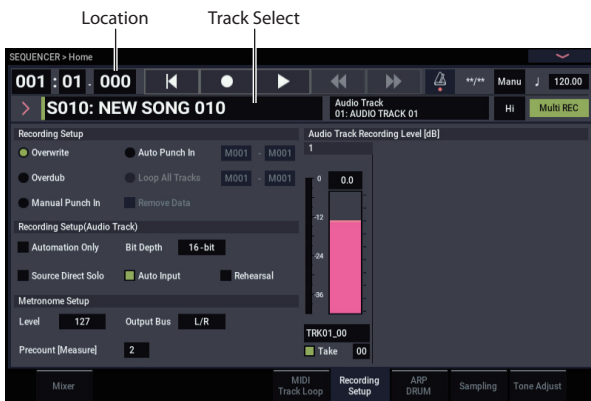 Location Track Select
SEQUENCER > Home
001 : 01 . 000 **/** Manu ♩ 120.00
> S010: NEW SONG 010 Audio Track 01: AUDIO TRACK 01 Hi Multi REC
Recording Setup
Overwrite Auto Punch In M001 - M001
Overdub Loop All Tracks M001 - M001
Manual Punch In Remove Data
Recording Setup(Audio Track)
Automation Only Bit Depth 16-bit
Source Direct Solo Auto Input Rehearsal
Metronome Setup
Level 127 Output Bus L/R
Precount [Measure] 2
Audio Track Recording Level [dB]
1
0 0.0
-12
-24
-36
TRK01_00
Take 00
Mixer MIDI Track Loop Recording Setup ARP DRUM Sampling Tone Adjust